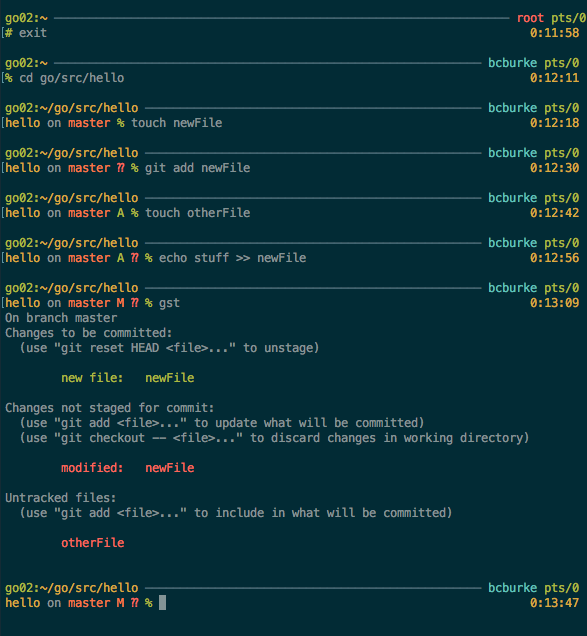 go02:~ root pts/0
# exit 0:11:58
go02:~ bcburke pts/0
% cd go/src/hello 0:12:11
go02:~/go/src/hello bcburke pts/0
hello on master % touch newFile 0:12:18
go02:~/go/src/hello bcburke pts/0
hello on master ⁇ % git add newFile 0:12:30
go02:~/go/src/hello bcburke pts/0
hello on master A % touch otherFile 0:12:42
go02:~/go/src/hello bcburke pts/0
hello on master A ⁇ % echo stuff >> newFile 0:12:56
go02:~/go/src/hello bcburke pts/0
hello on master M ⁇ % gst 0:13:09
On branch master
Changes to be committed:
(use "git reset HEAD <file>..." to unstage)
new file: newFile
Changes not staged for commit:
(use "git add <file>..." to update what will be committed)
(use "git checkout -- <file>..." to discard changes in working directory)
modified: newFile
Untracked files:
(use "git add <file>..." to include in what will be committed)
otherFile
go02:~/go/src/hello bcburke pts/0
hello on master M ⁇ % 0:13:47